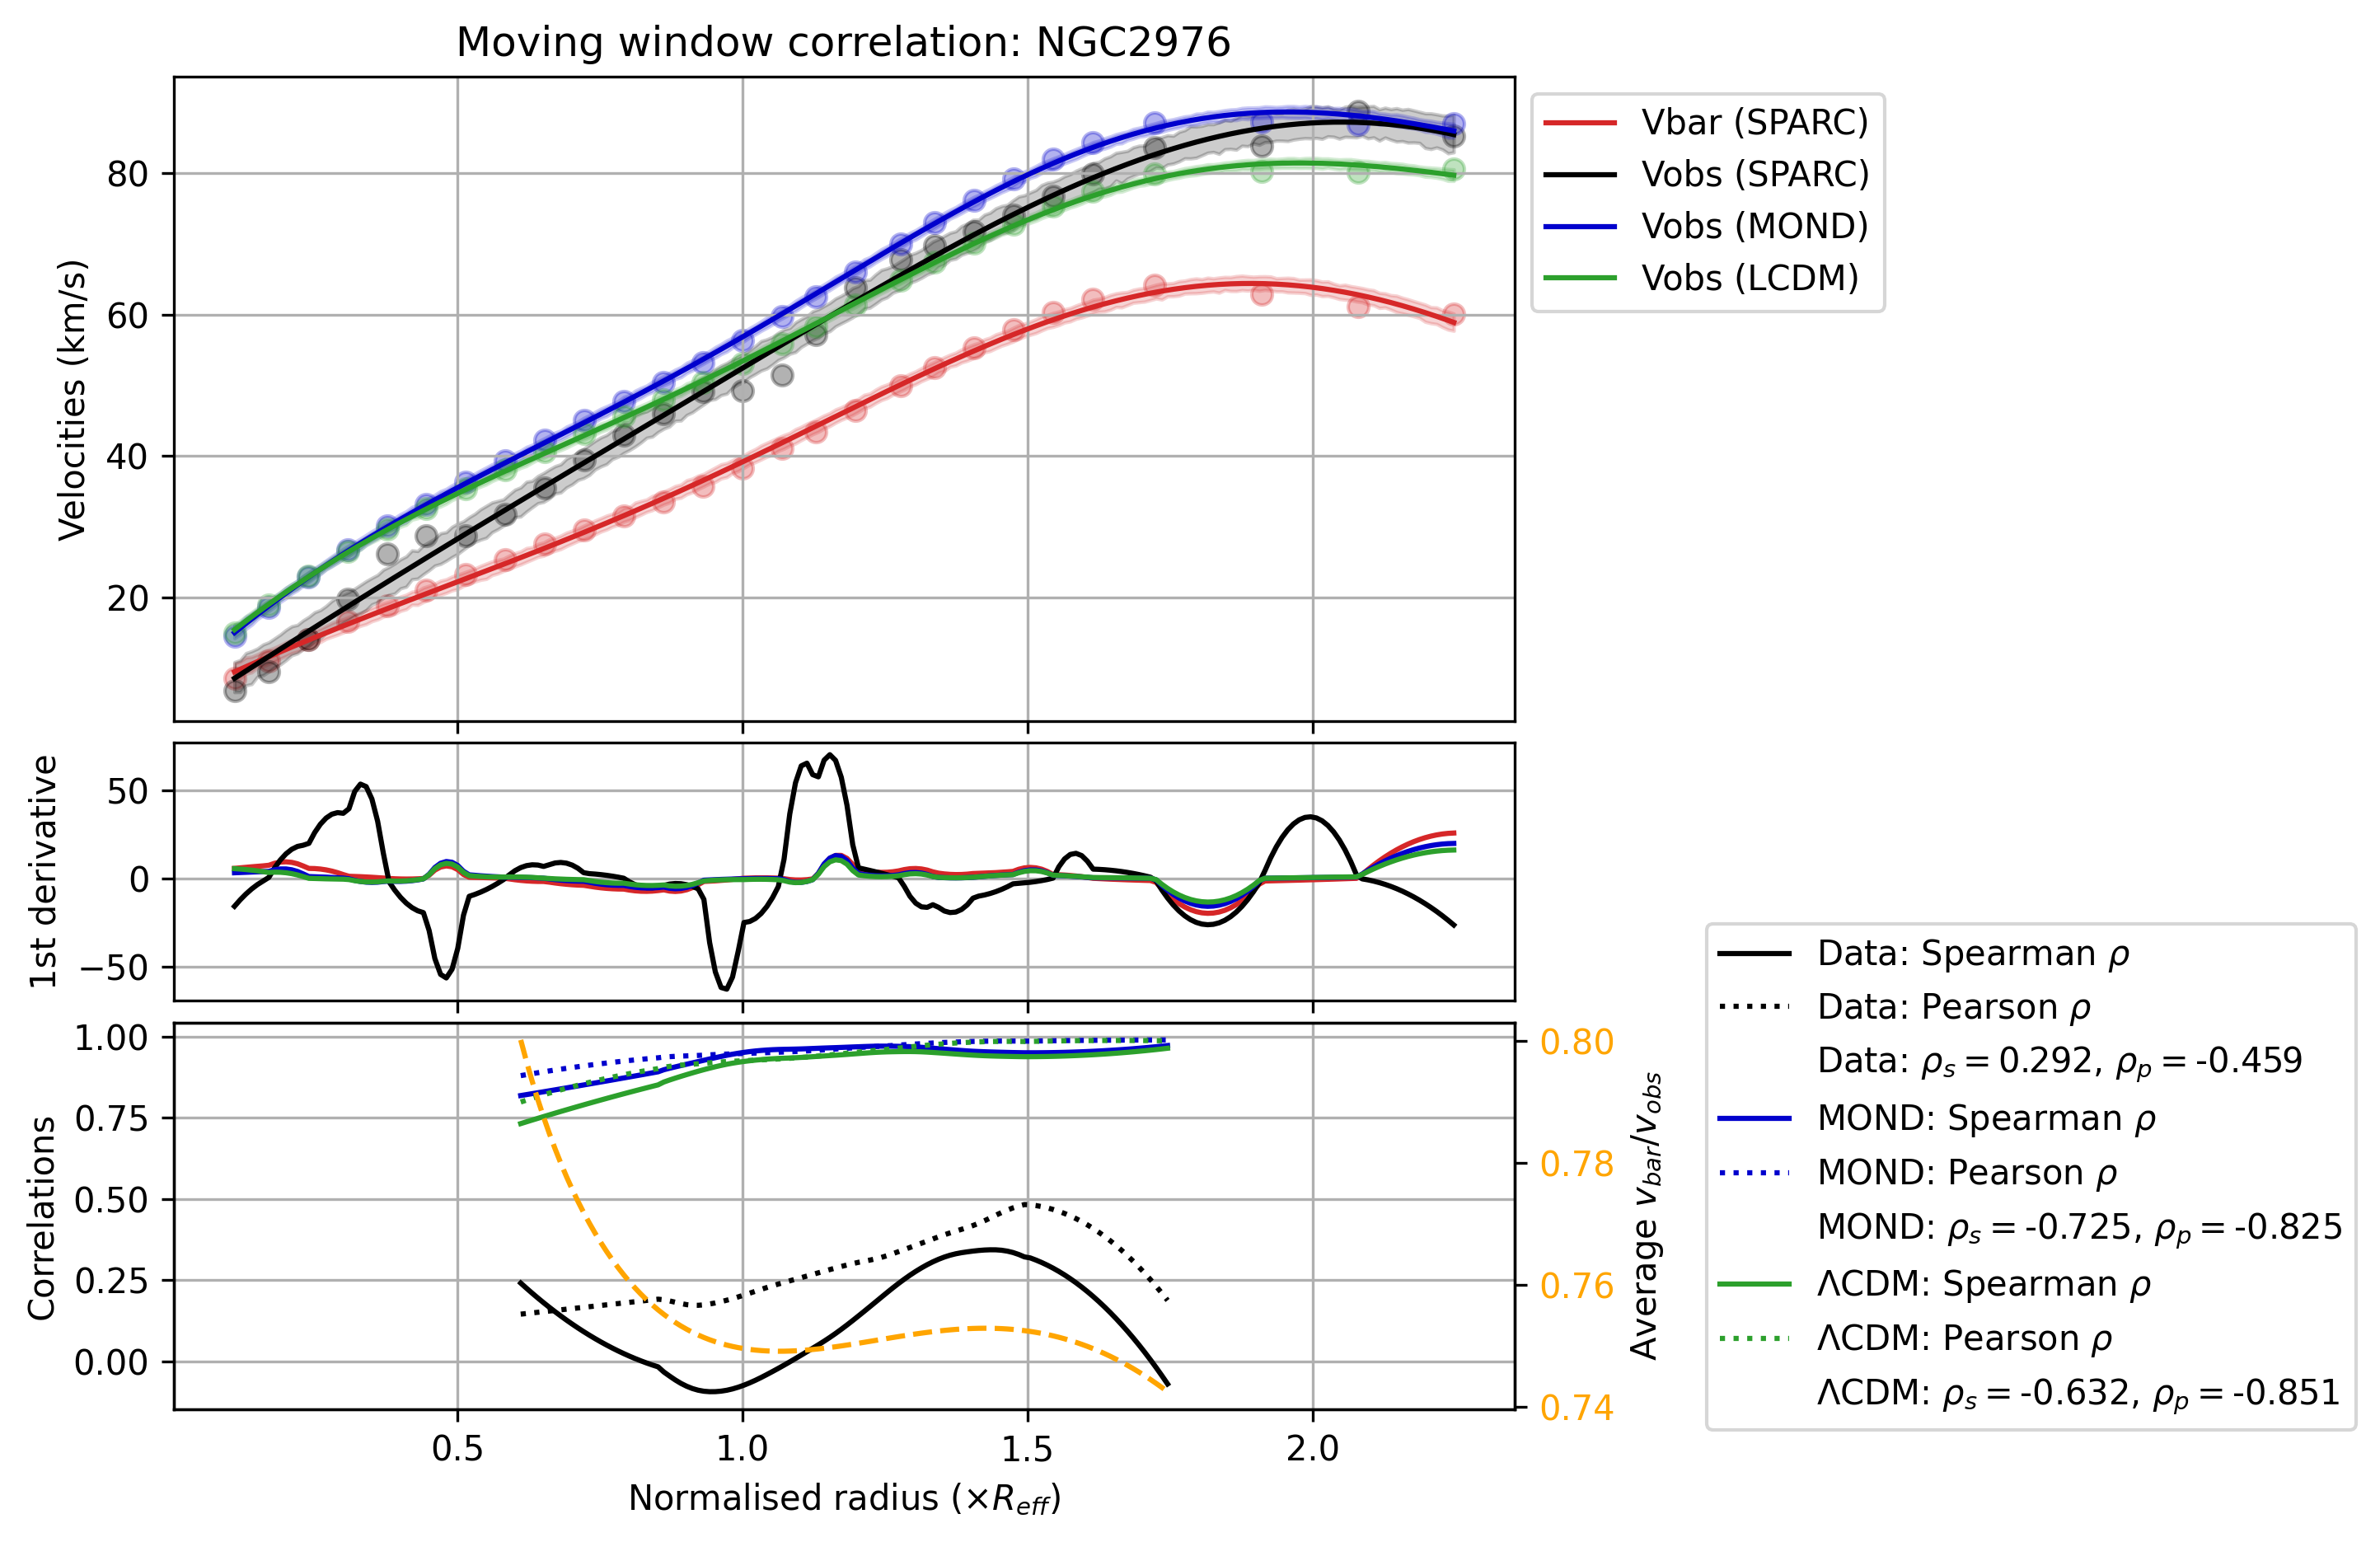 Moving window correlation: NGC2976
Velocities (km/s)
80
60
40
20
Vbar (SPARC)
Vobs (SPARC)
Vobs (MOND)
Vobs (LCDM)
1st derivative
50
0
−50
Correlations
1.00
0.75
0.50
0.25
0.00
0.80
0.78
0.76
0.74
Average v_bar/v_obs
0.5 1.0 1.5 2.0
Normalised radius (×R_eff)
Data: Spearman ρ
Data: Pearson ρ
Data: ρ_s = 0.292, ρ_p = -0.459
MOND: Spearman ρ
MOND: Pearson ρ
MOND: ρ_s = -0.725, ρ_p = -0.825
ΛCDM: Spearman ρ
ΛCDM: Pearson ρ
ΛCDM: ρ_s = -0.632, ρ_p = -0.851